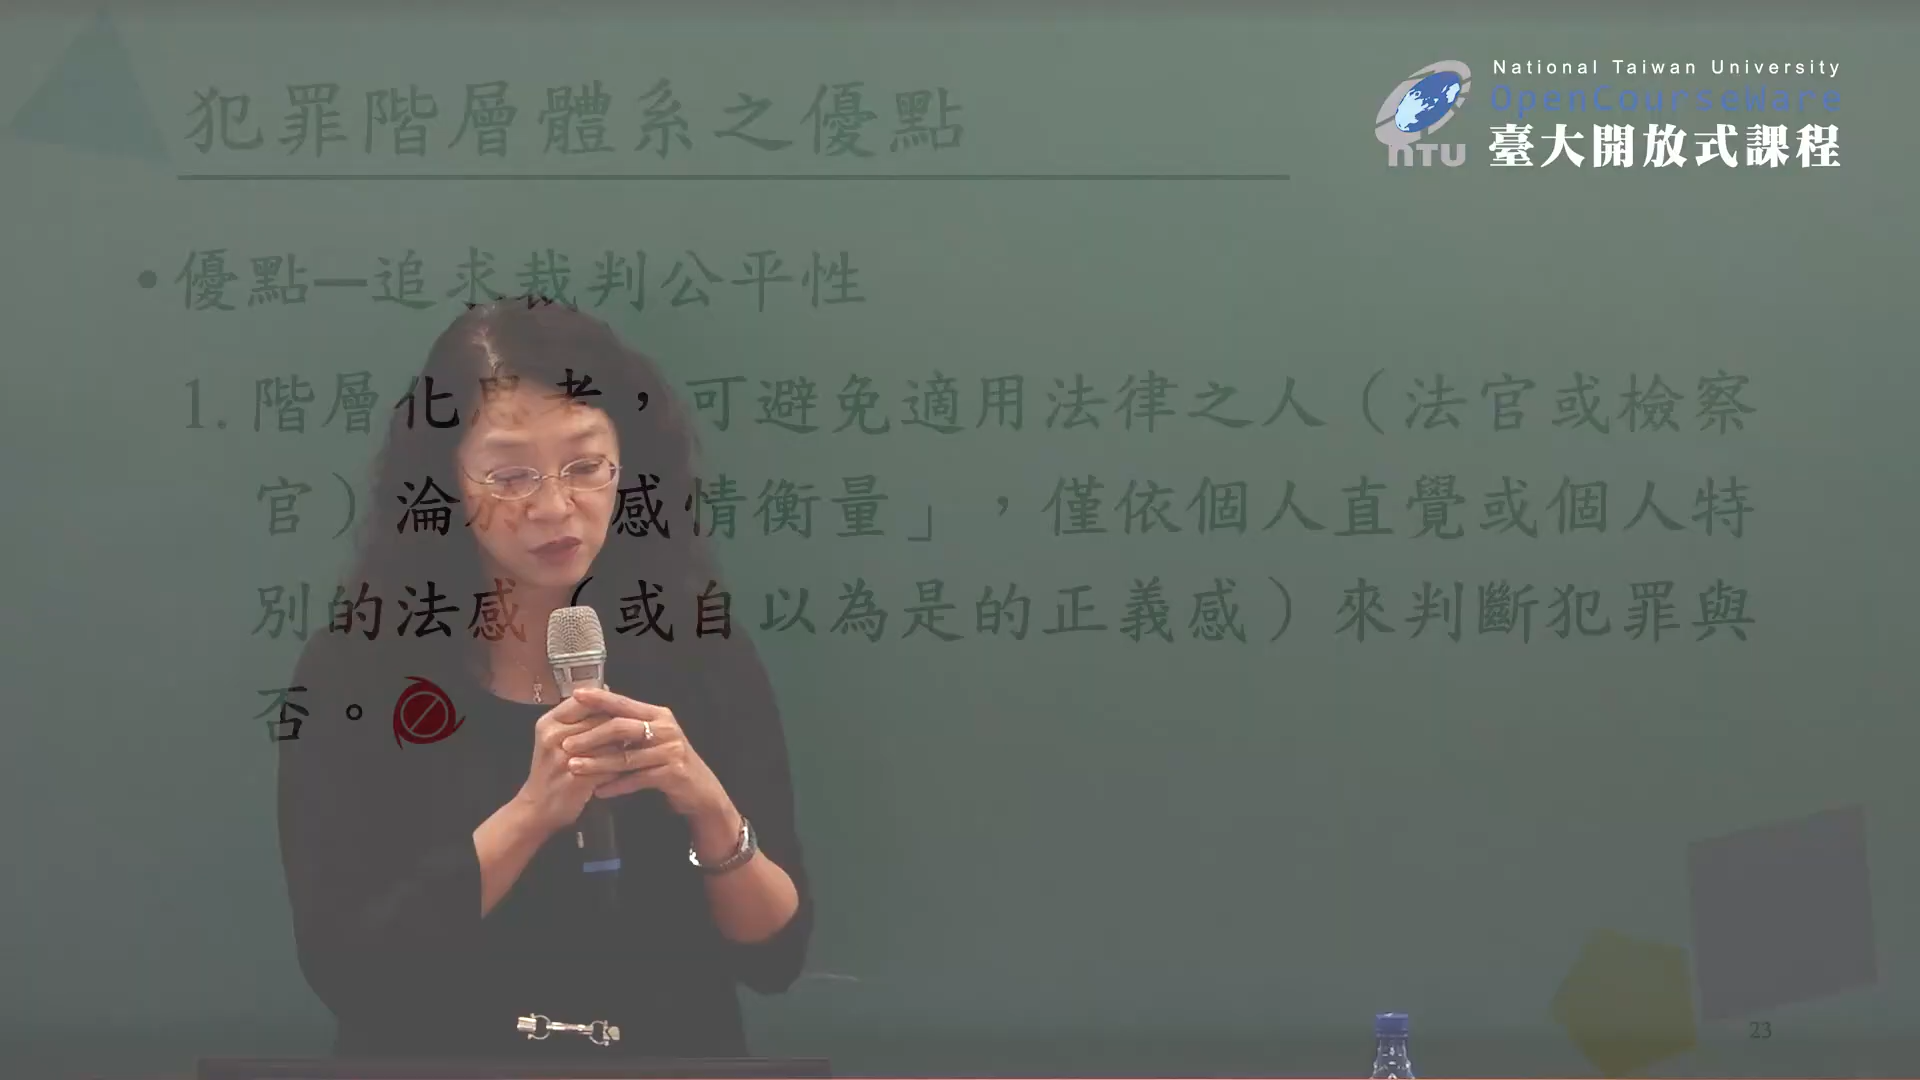 犯罪階層體系之優點
National Taiwan University
OpenCourseWare
NTU 臺大開放式課程
•優點—追求裁判公平性
1. 階層化思考，可避免適用法律之人（法官或檢察
官）淪於「感情衡量」，僅依個人直覺或個人特
別的法感（或自以為是的正義感）來判斷犯罪與
否。
23